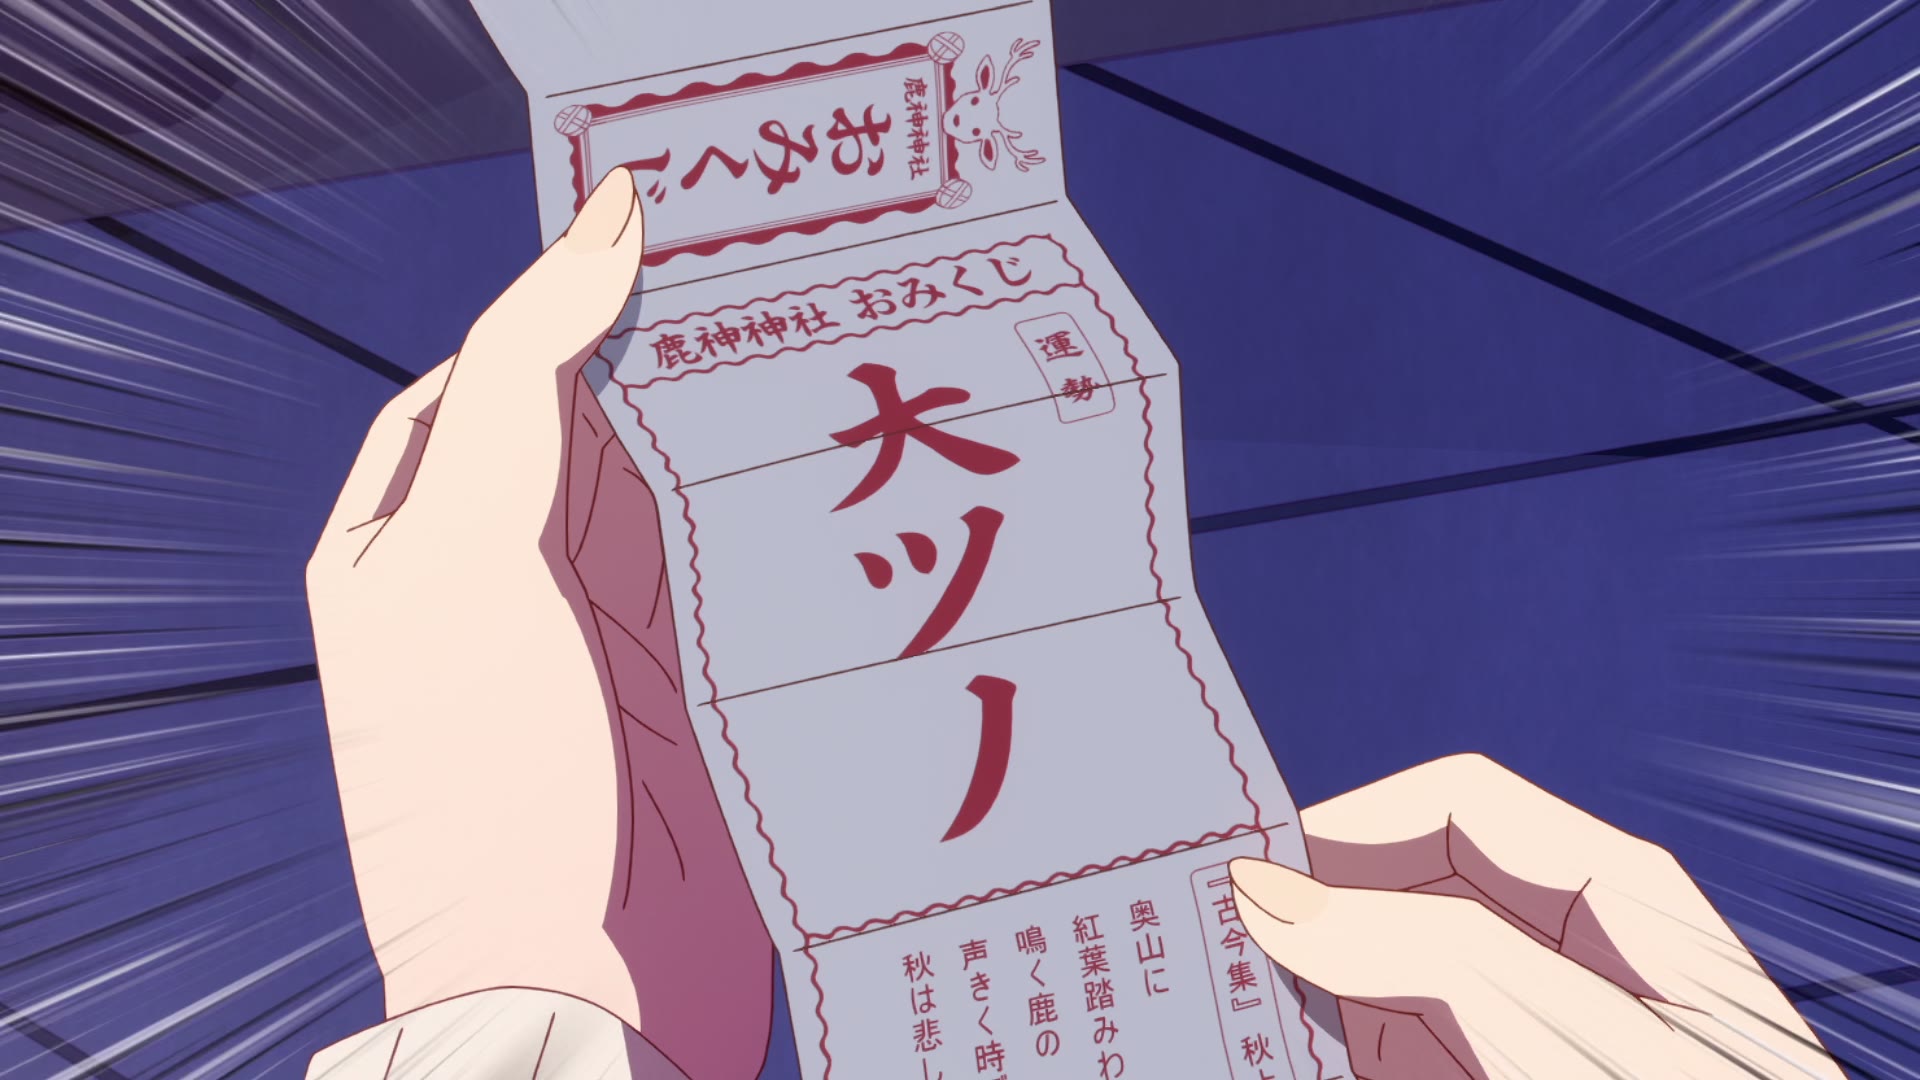 鹿神神社
おみくじ
鹿神神社 おみくじ
運勢
大ツノ
『古今集』 秋上
奥山に
紅葉踏みわ
鳴く鹿の
声きく時
秋は悲し